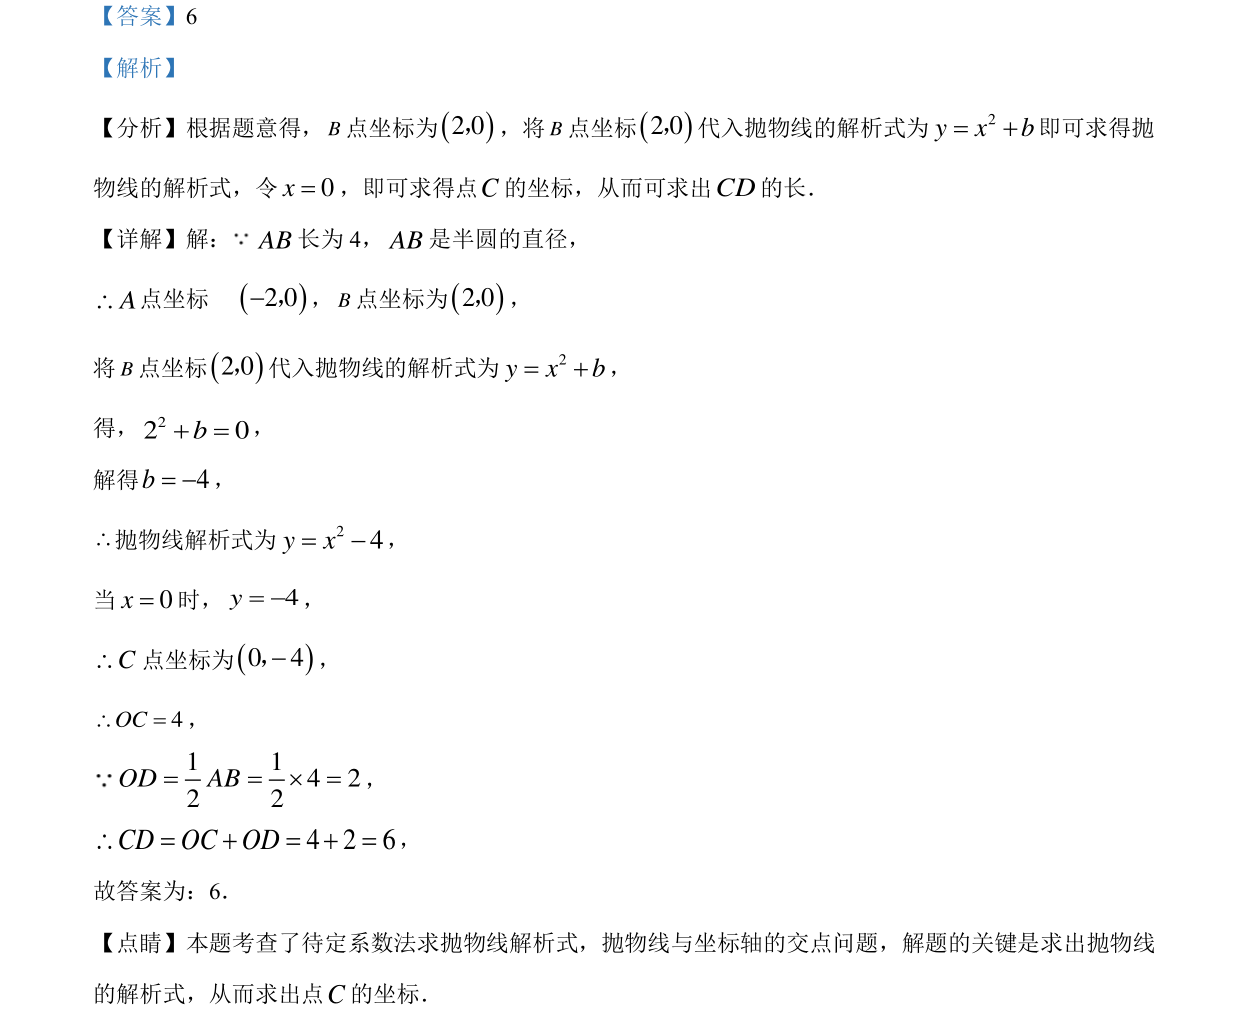 【答案】6
【解析】
【分析】根据题意得，B 点坐标为(2,0)，将 B 点坐标(2,0)代入抛物线的解析式为 y = x² + b 即可求得抛
物线的解析式，令 x = 0，即可求得点 C 的坐标，从而可求出 CD 的长．
【详解】解：∵ AB 长为 4，AB 是半圆的直径，
∴ A 点坐标 (−2,0)，B 点坐标为(2,0)，
将 B 点坐标(2,0)代入抛物线的解析式为 y = x² + b，
得，2² + b = 0，
解得 b = −4，
∴抛物线解析式为 y = x² − 4，
当 x = 0 时，y = −4，
∴ C 点坐标为(0,−4)，
∴OC = 4，
∵ OD = 1/2 AB = 1/2 × 4 = 2，
∴ CD = OC + OD = 4 + 2 = 6，
故答案为：6．
【点睛】本题考查了待定系数法求抛物线解析式，抛物线与坐标轴的交点问题，解题的关键是求出抛物线
的解析式，从而求出点 C 的坐标．